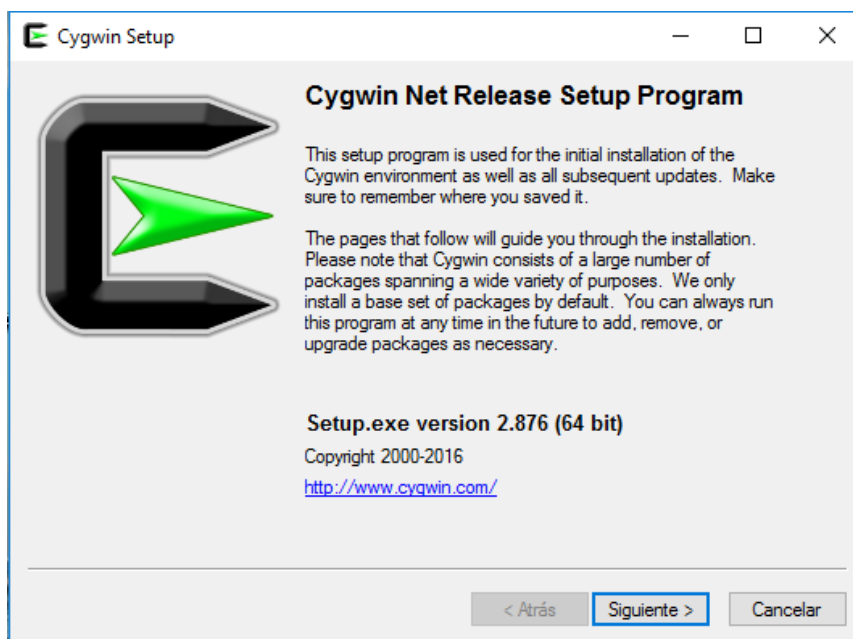 Cygwin Setup
Cygwin Net Release Setup Program
This setup program is used for the initial installation of the
Cygwin environment as well as all subsequent updates.  Make
sure to remember where you saved it.
The pages that follow will guide you through the installation.
Please note that Cygwin consists of a large number of
packages spanning a wide variety of purposes.  We only
install a base set of packages by default.  You can always run
this program at any time in the future to add, remove, or
upgrade packages as necessary.
Setup.exe version 2.876 (64 bit)
Copyright 2000-2016
http://www.cygwin.com/
< Atrás
Siguiente >
Cancelar